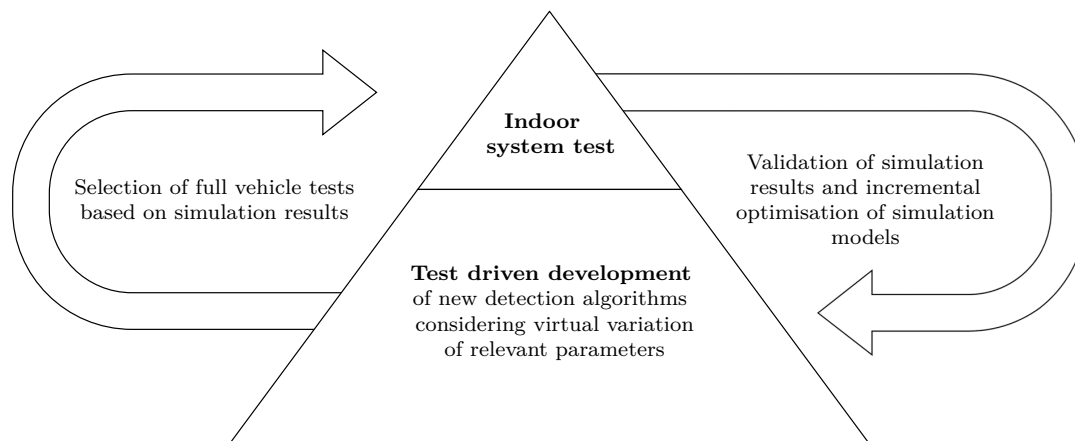 Indoor
system test
Selection of full vehicle tests
based on simulation results
Validation of simulation
results and incremental
optimisation of simulation
models
Test driven development
of new detection algorithms
considering virtual variation
of relevant parameters